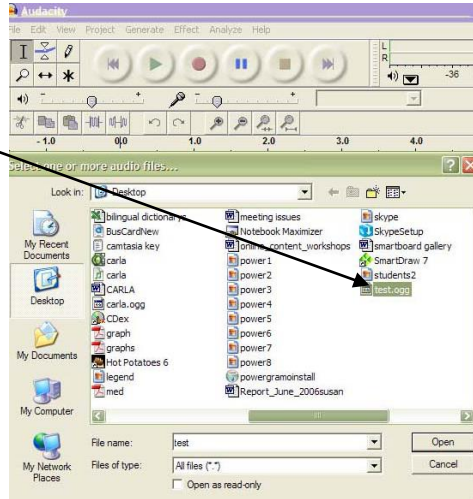 Audacity
File Edit View Project Generate Effect Analyze Help
L
R
-36
- 1.0 0,0 1.0 2.0 3.0 4.0
Select one or more audio files...
Look in: Desktop
My Recent Documents
Desktop
My Documents
My Computer
My Network Places
bilingual dictionarys
BusCardNew
camtasia key
carla
carla
CARLA
carla.ogg
CDex
graph
graphs
Hot Potatoes 6
legend
med
meeting issues
Notebook Maximizer
online_content_workshops
power1
power2
power3
power4
power5
power6
power7
power8
powergramoinstall
Report_June_2006susan
skype
SkypeSetup
smartboard gallery
SmartDraw 7
students2
test.ogg
File name: test
Open
Files of type: All files (*.*)
Cancel
Open as read-only